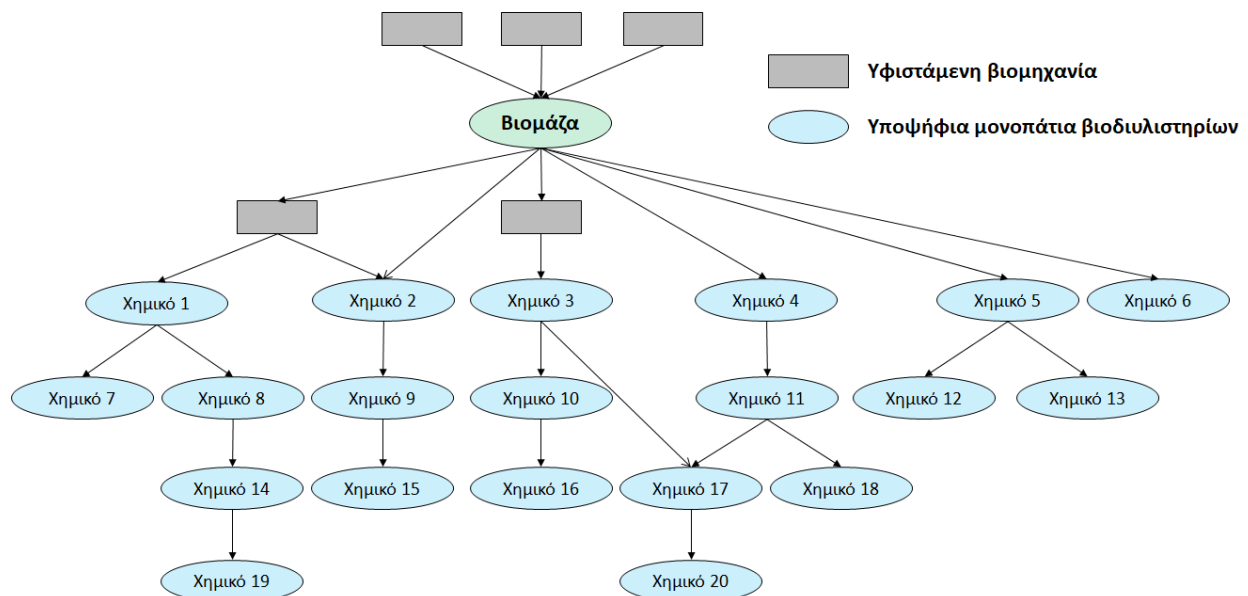 Υφιστάμενη βιομηχανία
Βιομάζα
Υποψήφια μονοπάτια βιοδιυλιστηρίων
Χημικό 1
Χημικό 2
Χημικό 3
Χημικό 4
Χημικό 5
Χημικό 6
Χημικό 7
Χημικό 8
Χημικό 9
Χημικό 10
Χημικό 11
Χημικό 12
Χημικό 13
Χημικό 14
Χημικό 15
Χημικό 16
Χημικό 17
Χημικό 18
Χημικό 19
Χημικό 20